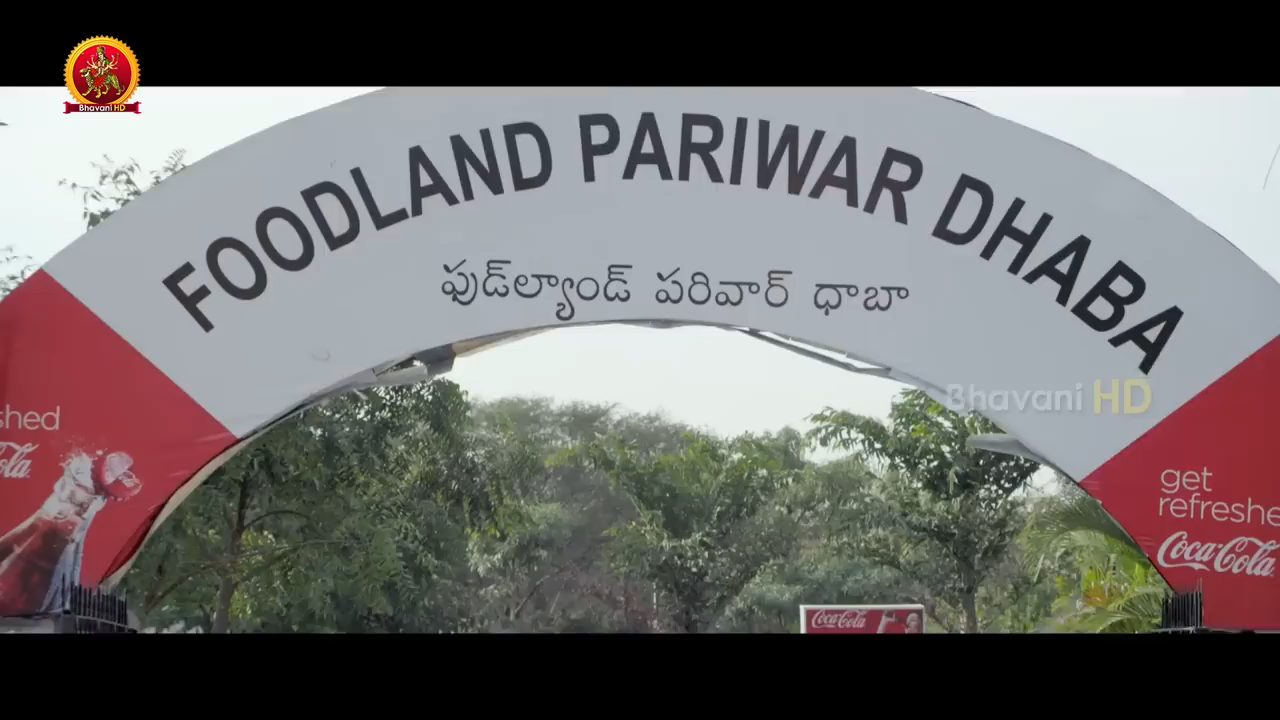 Bhavani HD
FOODLAND PARIWAR DHABA
ఫుడ్‌ల్యాండ్ పరివార్ ధాబా
Bhavani HD
get
refreshe
Coca-Cola
shed
ola
Coca-Cola